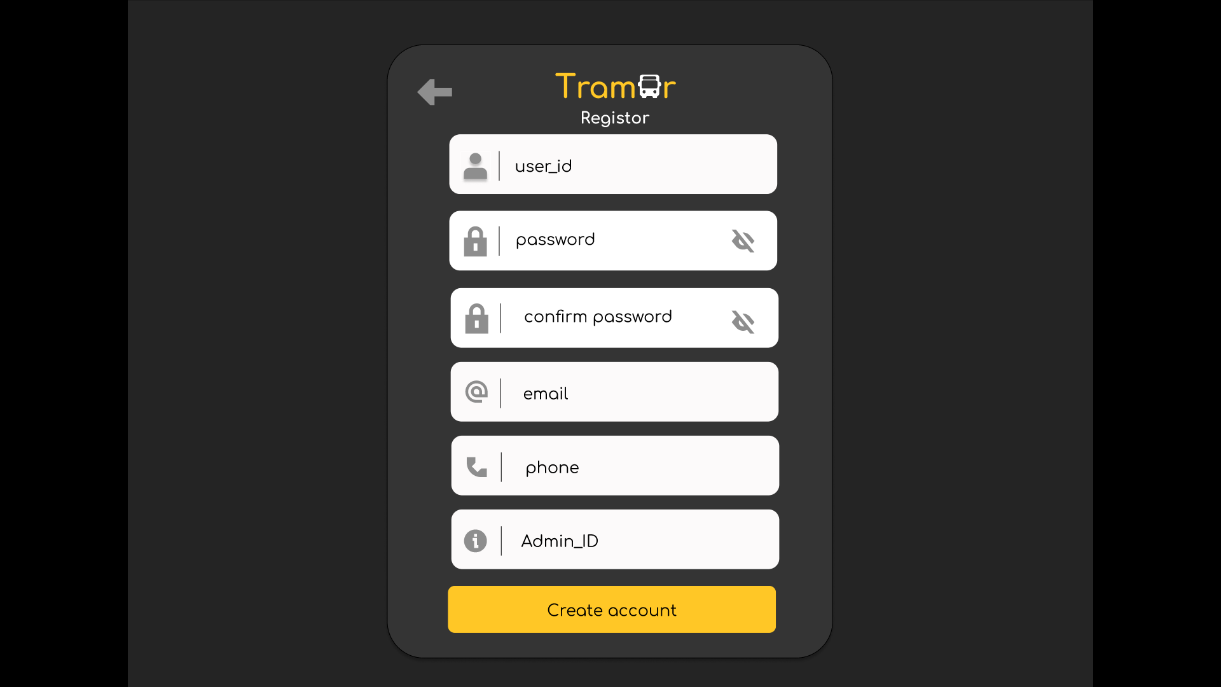 Tram r
Registor
user_id
password
confirm password
email
phone
Admin_ID
Create account